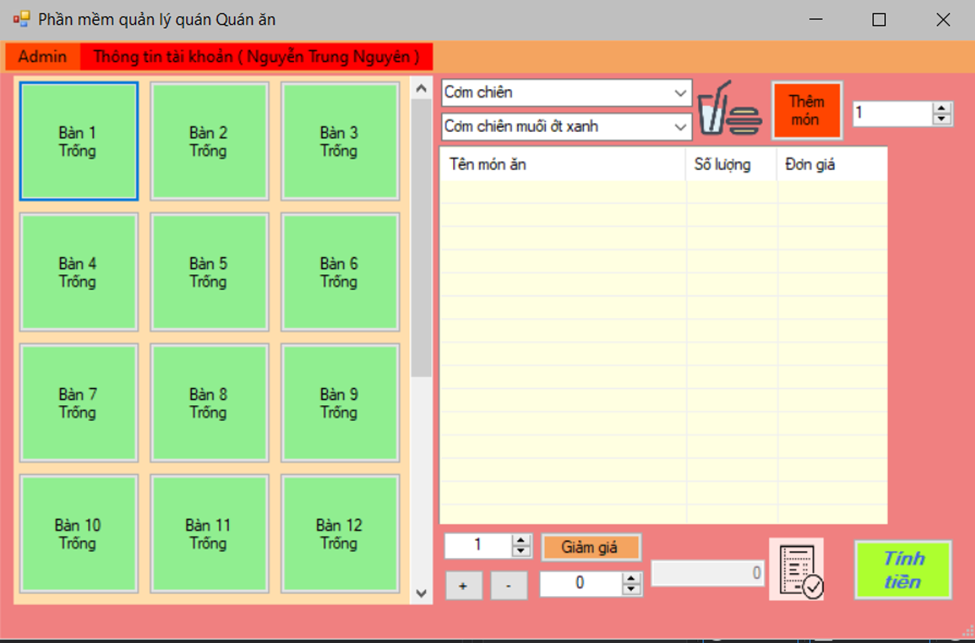 Phần mềm quản lý quán Quán ăn
Admin Thông tin tài khoản ( Nguyễn Trung Nguyên )
Bàn 1
Trống
Bàn 2
Trống
Bàn 3
Trống
Bàn 4
Trống
Bàn 5
Trống
Bàn 6
Trống
Bàn 7
Trống
Bàn 8
Trống
Bàn 9
Trống
Bàn 10
Trống
Bàn 11
Trống
Bàn 12
Trống
Cơm chiên
Cơm chiên muối ớt xanh
Thêm
món
1
Tên món ăn Số lượng Đơn giá
1
Giảm giá
+ -
0
0
Tính
tiền